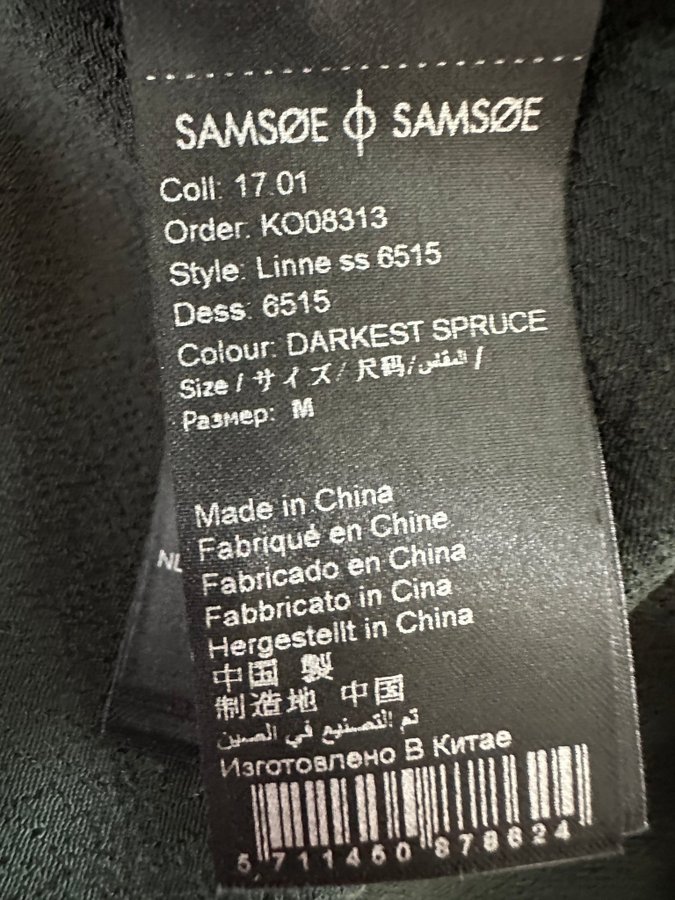 SAMSØE ф SAMSØE
Coll: 17.01
Order: KO08313
Style: Linne ss 6515
Dess: 6515
Colour: DARKEST SPRUCE
Size / サイズ/ 尺码/المقاس /
Размер: M
Made in China
Fabriqué en Chine
Fabricado en China
Fabbricato in Cina
Hergestellt in China
中国 製
制造地 中国
تم التصنيع في الصين
Изготовлено В Китае
5 711450 878624
NL